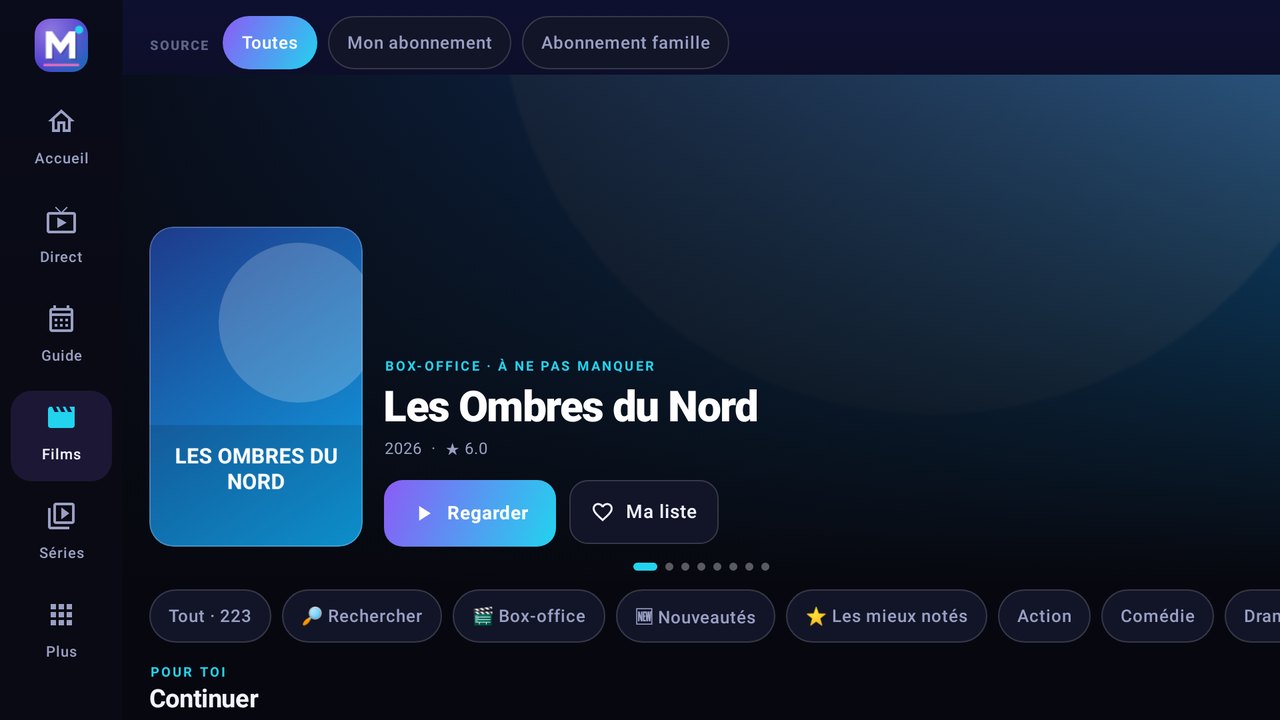 M
SOURCE
Toutes
Mon abonnement
Abonnement famille
Accueil
Direct
Guide
Films
Séries
Plus
LES OMBRES DU
NORD
BOX-OFFICE · À NE PAS MANQUER
Les Ombres du Nord
2026 · ★ 6.0
Regarder
Ma liste
Tout · 223
🔎 Rechercher
🎬 Box-office
🆕 Nouveautés
⭐ Les mieux notés
Action
Comédie
Dran
POUR TOI
Continuer